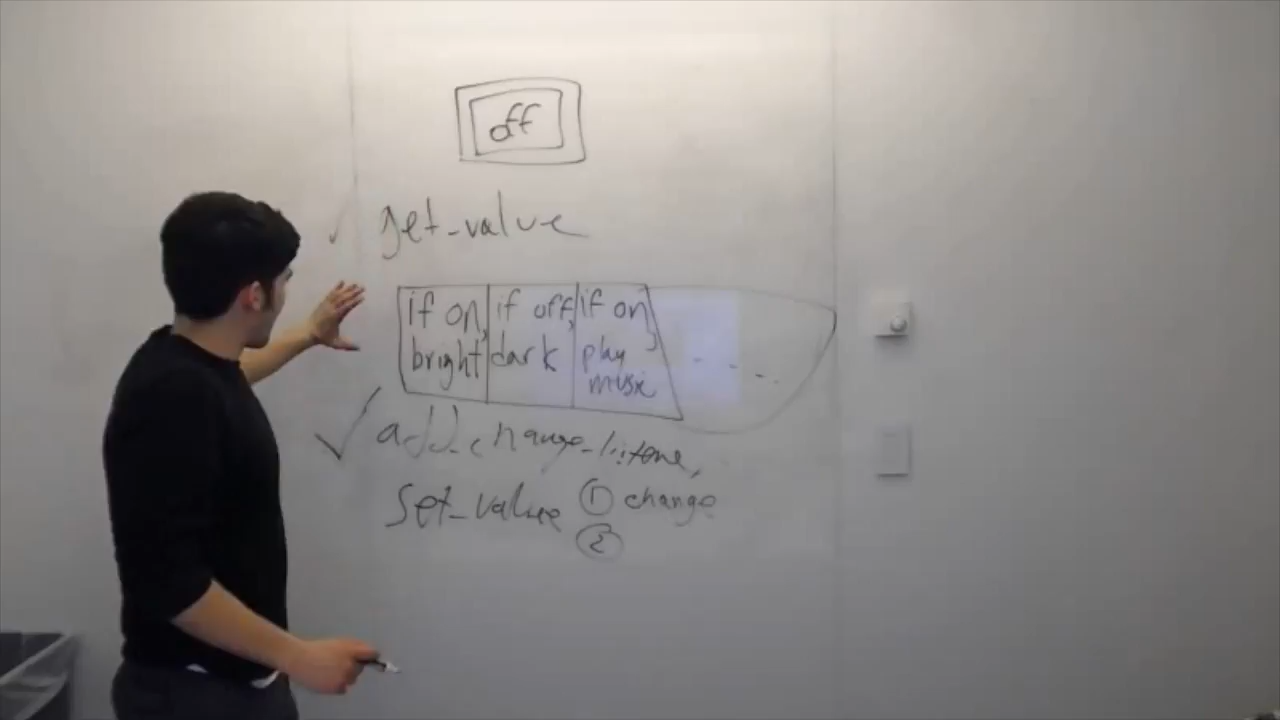 off
get_value
if on, bright
if off, dark
if on, play music
- - -
add_change_listener
set_value ① change
②